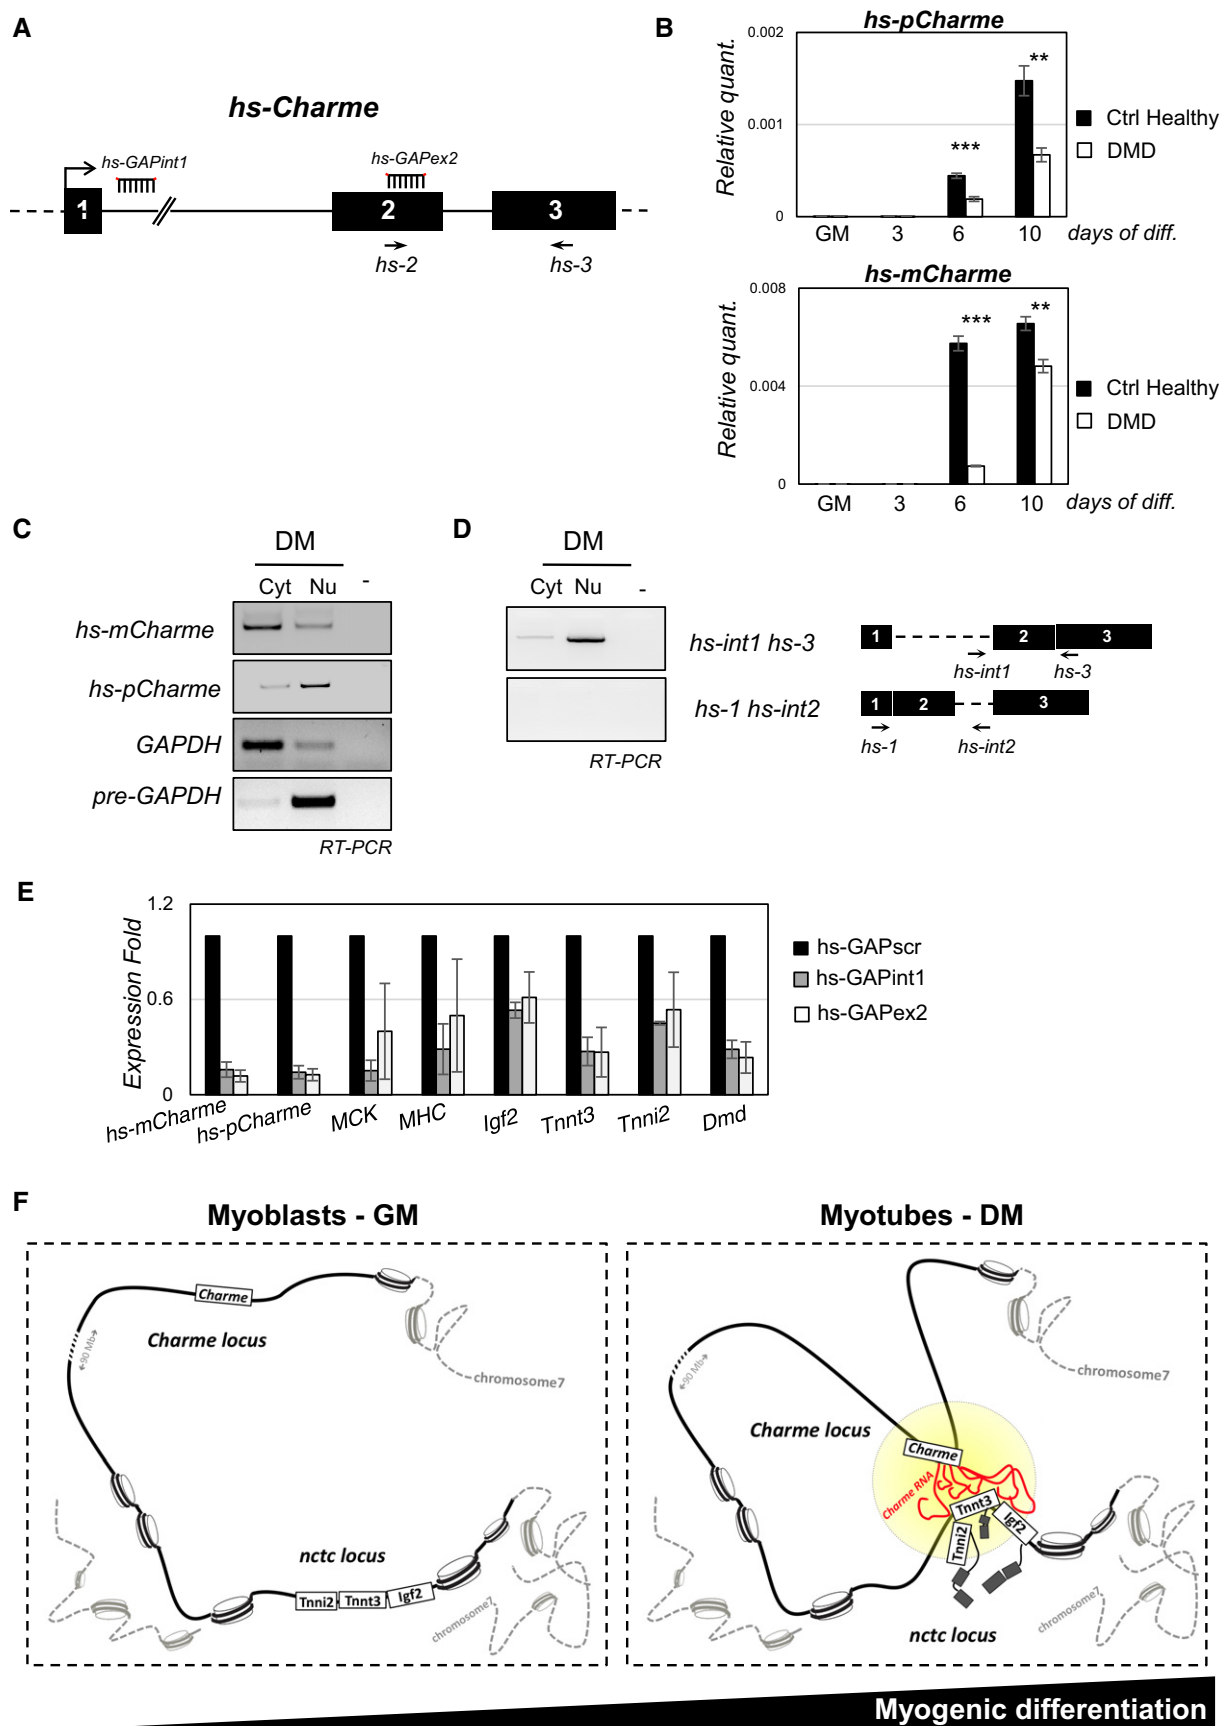 A
hs-Charme
hs-GAPint1
hs-GAPex2
1
2
3
hs-2
hs-3
B
hs-pCharme
Relative quant.
0.002
0.001
0
**
***
Ctrl Healthy
DMD
GM 3 6 10 days of diff.
hs-mCharme
Relative quant.
0.008
0.004
0
***
**
Ctrl Healthy
DMD
GM 3 6 10 days of diff.
C
DM
Cyt Nu -
hs-mCharme
hs-pCharme
GAPDH
pre-GAPDH
RT-PCR
D
DM
Cyt Nu -
hs-int1 hs-3
hs-1 hs-int2
RT-PCR
1 2 3
hs-int1 hs-3
1 2 3
hs-1 hs-int2
E
Expression Fold
1.2
0.6
0
hs-GAPscr
hs-GAPint1
hs-GAPex2
hs-mCharme
hs-pCharme
MCK
MHC
Igf2
Tnnt3
Tnni2
Dmd
F
Myoblasts - GM
Charme
Charme locus
90 Mb
chromosome7
nctc locus
Tnni2 Tnnt3 Igf2
chromosome7
Myotubes - DM
90 Mb
chromosome7
Charme locus
Charme
Charme RNA
Tnnt3
Tnni2
Igf2
chromosome7
nctc locus
Myogenic differentiation